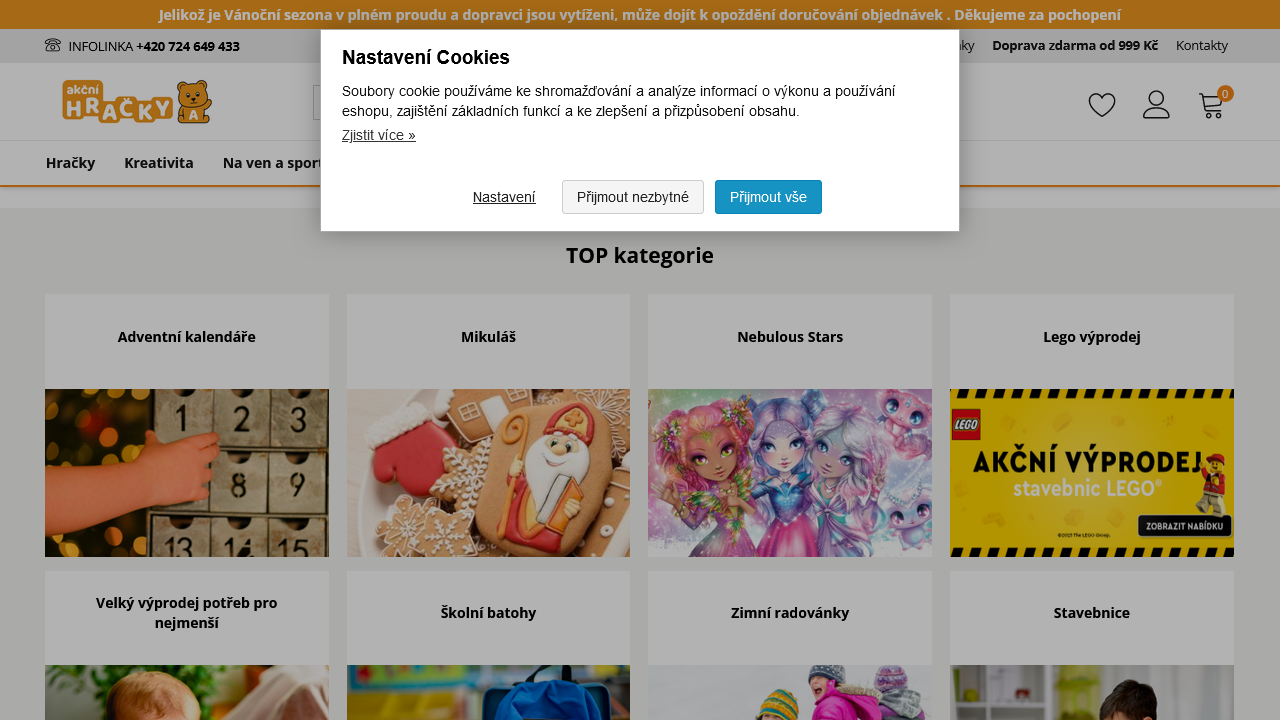 Jelikož je Vánoční sezona v plném proudu a dopravci jsou vytíženi, může dojít k opoždění doručování objednávek . Děkujeme za pochopení
INFOLINKA +420 724 649 433
Doprava zdarma od 999 Kč
Kontakty
Nastavení Cookies
Soubory cookie používáme ke shromažďování a analýze informací o výkonu a používání
eshopu, zajištění základních funkcí a ke zlepšení a přizpůsobení obsahu.
Zjistit více »
Nastavení
Přijmout nezbytné
Přijmout vše
akční
HRAČKY
A
0
Hračky
Kreativita
Na ven a sport
TOP kategorie
Adventní kalendáře
Mikuláš
Nebulous Stars
Lego výprodej
1 2 3
8 9
13 14 15
LEGO
AKČNÍ VÝPRODEJ
stavebnic LEGO®
ZOBRAZIT NABÍDKU
Velký výprodej potřeb pro
nejmenší
Školní batohy
Zimní radovánky
Stavebnice